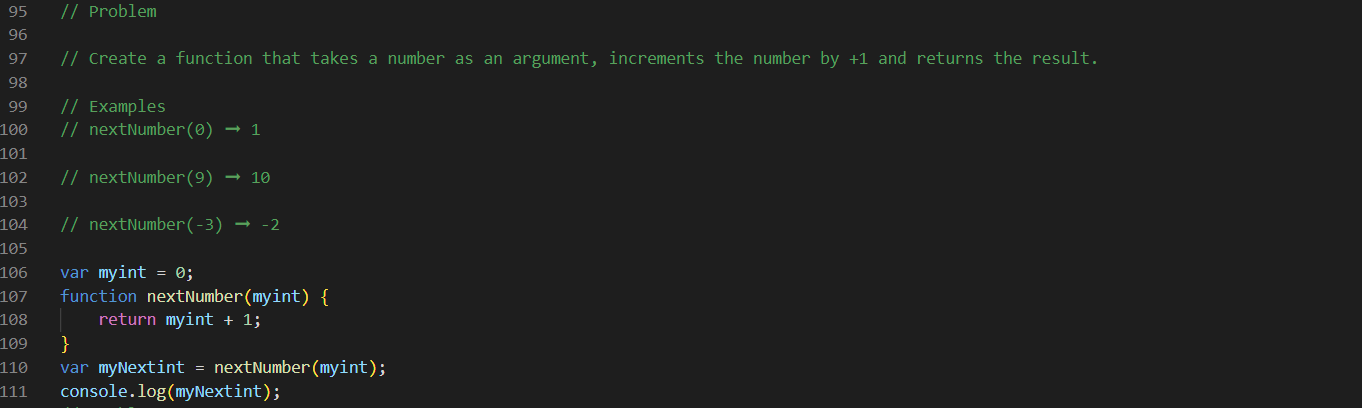 95 // Problem
96
97 // Create a function that takes a number as an argument, increments the number by +1 and returns the result.
98
99 // Examples
100 // nextNumber(0) ➞ 1
101
102 // nextNumber(9) ➞ 10
103
104 // nextNumber(-3) ➞ -2
105
106 var myint = 0;
107 function nextNumber(myint) {
108     return myint + 1;
109 }
110 var myNextint = nextNumber(myint);
111 console.log(myNextint);